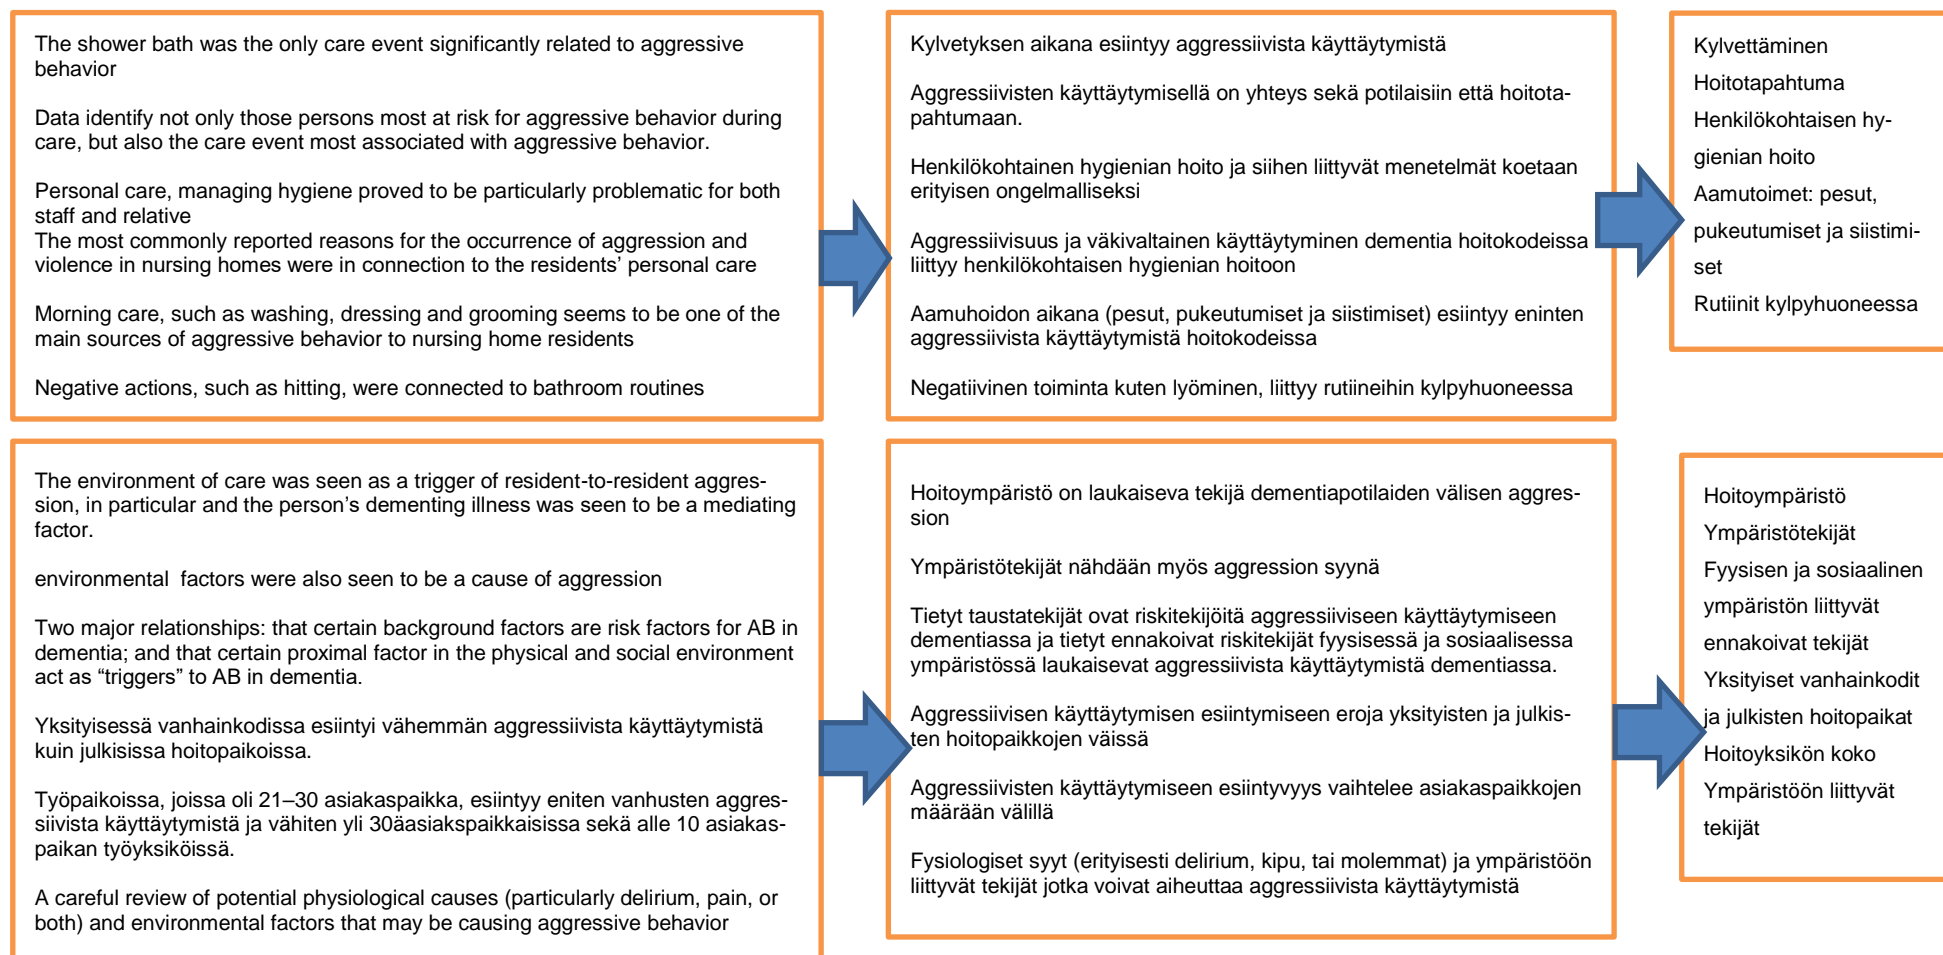 The shower bath was the only care event significantly related to aggressive
behavior
Data identify not only those persons most at risk for aggressive behavior during
care, but also the care event most associated with aggressive behavior.
Personal care, managing hygiene proved to be particularly problematic for both
staff and relative
The most commonly reported reasons for the occurrence of aggression and
violence in nursing homes were in connection to the residents’ personal care
Morning care, such as washing, dressing and grooming seems to be one of the
main sources of aggressive behavior to nursing home residents
Negative actions, such as hitting, were connected to bathroom routines
Kylvetyksen aikana esiintyy aggressiivista käyttäytymistä
Aggressiivisten käyttäytymisellä on yhteys sekä potilaisiin että hoitota-
pahtumaan.
Henkilökohtainen hygienian hoito ja siihen liittyvät menetelmät koetaan
erityisen ongelmalliseksi
Aggressiivisuus ja väkivaltainen käyttäytyminen dementia hoitokodeissa
liittyy henkilökohtaisen hygienian hoitoon
Aamuhoidon aikana (pesut, pukeutumiset ja siistimiset) esiintyy eninten
aggressiivista käyttäytymistä hoitokodeissa
Negatiivinen toiminta kuten lyöminen, liittyy rutiineihin kylpyhuoneessa
Kylvettäminen
Hoitotapahtuma
Henkilökohtaisen hy-
gienian hoito
Aamutoimet: pesut,
pukeutumiset ja siistimi-
set
Rutiinit kylpyhuoneessa
The environment of care was seen as a trigger of resident-to-resident aggres-
sion, in particular and the person’s dementing illness was seen to be a mediating
factor.
environmental factors were also seen to be a cause of aggression
Two major relationships: that certain background factors are risk factors for AB in
dementia; and that certain proximal factor in the physical and social environment
act as “triggers” to AB in dementia.
Yksityisessä vanhainkodissa esiintyi vähemmän aggressiivista käyttäytymistä
kuin julkisissa hoitopaikoissa.
Työpaikoissa, joissa oli 21–30 asiakaspaikka, esiintyy eniten vanhusten aggres-
siivista käyttäytymistä ja vähiten yli 30äasiakspaikkaisissa sekä alle 10 asiakas-
paikan työyksiköissä.
A careful review of potential physiological causes (particularly delirium, pain, or
both) and environmental factors that may be causing aggressive behavior
Hoitoympäristö on laukaiseva tekijä dementiapotilaiden välisen aggres-
sion
Ympäristötekijät nähdään myös aggression syynä
Tietyt taustatekijät ovat riskitekijöitä aggressiiviseen käyttäytymiseen
dementiassa ja tietyt ennakoivat riskitekijät fyysisessä ja sosiaalisessa
ympäristössä laukaisevat aggressiivista käyttäytymistä dementiassa.
Aggressiivisen käyttäytymisen esiintymiseen eroja yksityisten ja julkis-
ten hoitopaikkojen väissä
Aggressiivisten käyttäytymiseen esiintyvyys vaihtelee asiakaspaikkojen
määrään välillä
Fysiologiset syyt (erityisesti delirium, kipu, tai molemmat) ja ympäristöön
liittyvät tekijät jotka voivat aiheuttaa aggressiivista käyttäytymistä
Hoitoympäristö
Ympäristötekijät
Fyysisen ja sosiaalinen
ympäristön liittyvät
ennakoivat tekijät
Yksityiset vanhainkodit
ja julkisten hoitopaikat
Hoitoyksikön koko
Ympäristöön liittyvät
tekijät